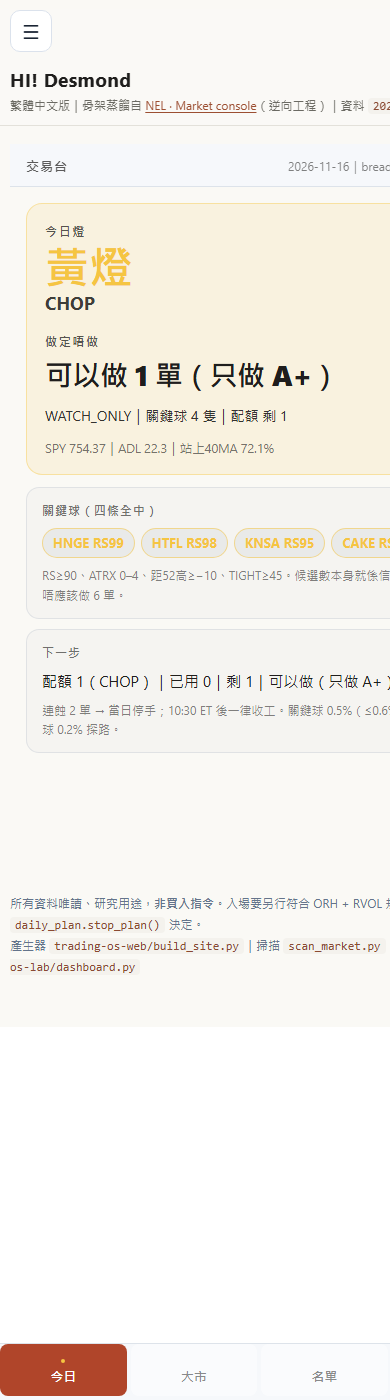 ☰
HI! Desmond
繁體中文版 | 骨架蒸餾自 NEL · Market console ( 逆向工程 ) | 資料 202
交易台 2026-11-16 | bread
今日燈
黃燈
CHOP
做定唔做
可以做 1 單 ( 只做 A+ )
WATCH_ONLY | 關鍵球 4 隻 | 配額 剩 1
SPY 754.37 | ADL 22.3 | 站上40MA 72.1%
關鍵球 ( 四條全中 )
HNGE RS99 HTFL RS98 KNSA RS95 CAKE RS
RS≥90、ATRX 0–4、距52高≥−10、TIGHT≥45。候選數本身就係信
唔應該做 6 單。
下一步
配額 1 ( CHOP ) | 已用 0 | 剩 1 | 可以做 ( 只做 A+ )
連蝕 2 單 → 當日停手；10:30 ET 後一律收工。關鍵球 0.5% ( ≤0.6%
球 0.2% 探路。
所有資料唯讀、研究用途，非買入指令。入場要另行符合 ORH + RVOL 規
daily_plan.stop_plan() 決定。
產生器 trading-os-web/build_site.py | 掃描 scan_market.py
os-lab/dashboard.py
今日 大市 名單